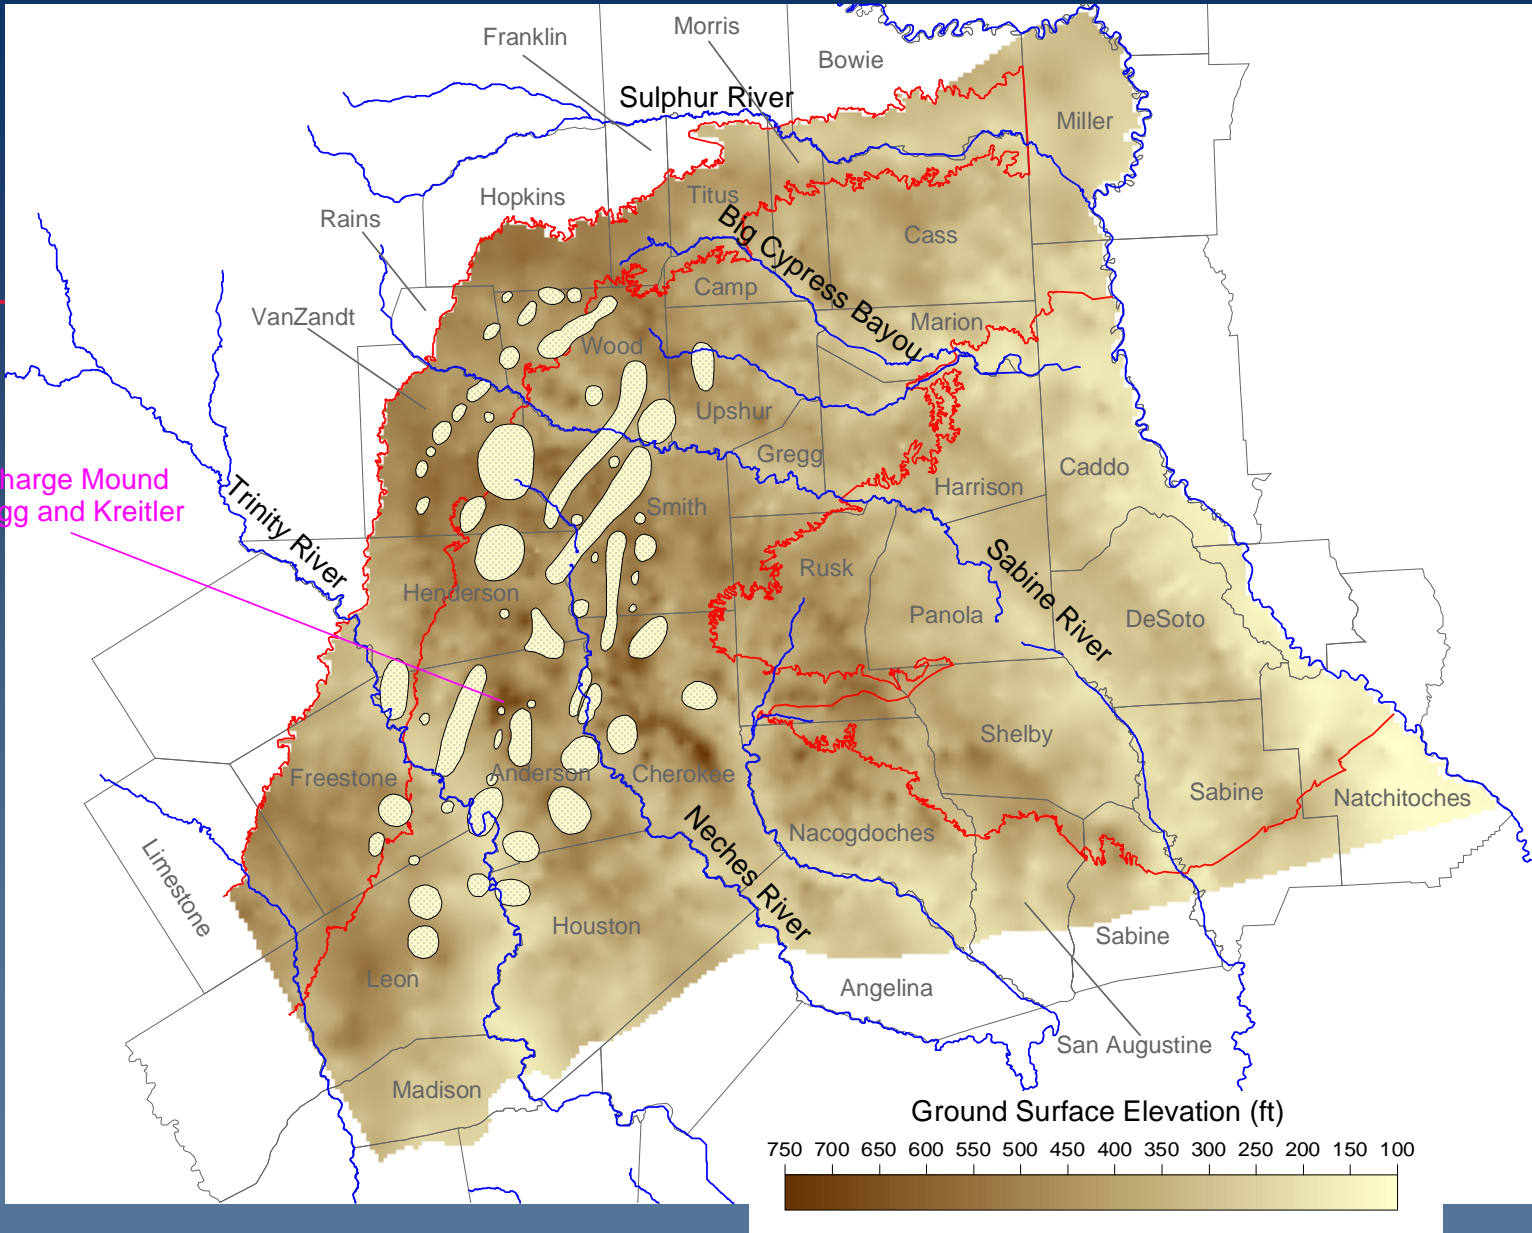 Franklin
Morris
Bowie
Sulphur River
Miller
Hopkins
Titus
Rains
Big Cypress Bayou
Cass
Camp
VanZandt
Marion
Wood
Upshur
Gregg
Caddo
Harrison
harge Mound
gg and Kreitler
Trinity River
Smith
Sabine River
Rusk
Henderson
Panola
DeSoto
Shelby
Freestone
Anderson
Cherokee
Sabine
Natchitoches
Neches River
Nacogdoches
Limestone
Houston
Sabine
Leon
Angelina
San Augustine
Madison
Ground Surface Elevation (ft)
750 700 650 600 550 500 450 400 350 300 250 200 150 100